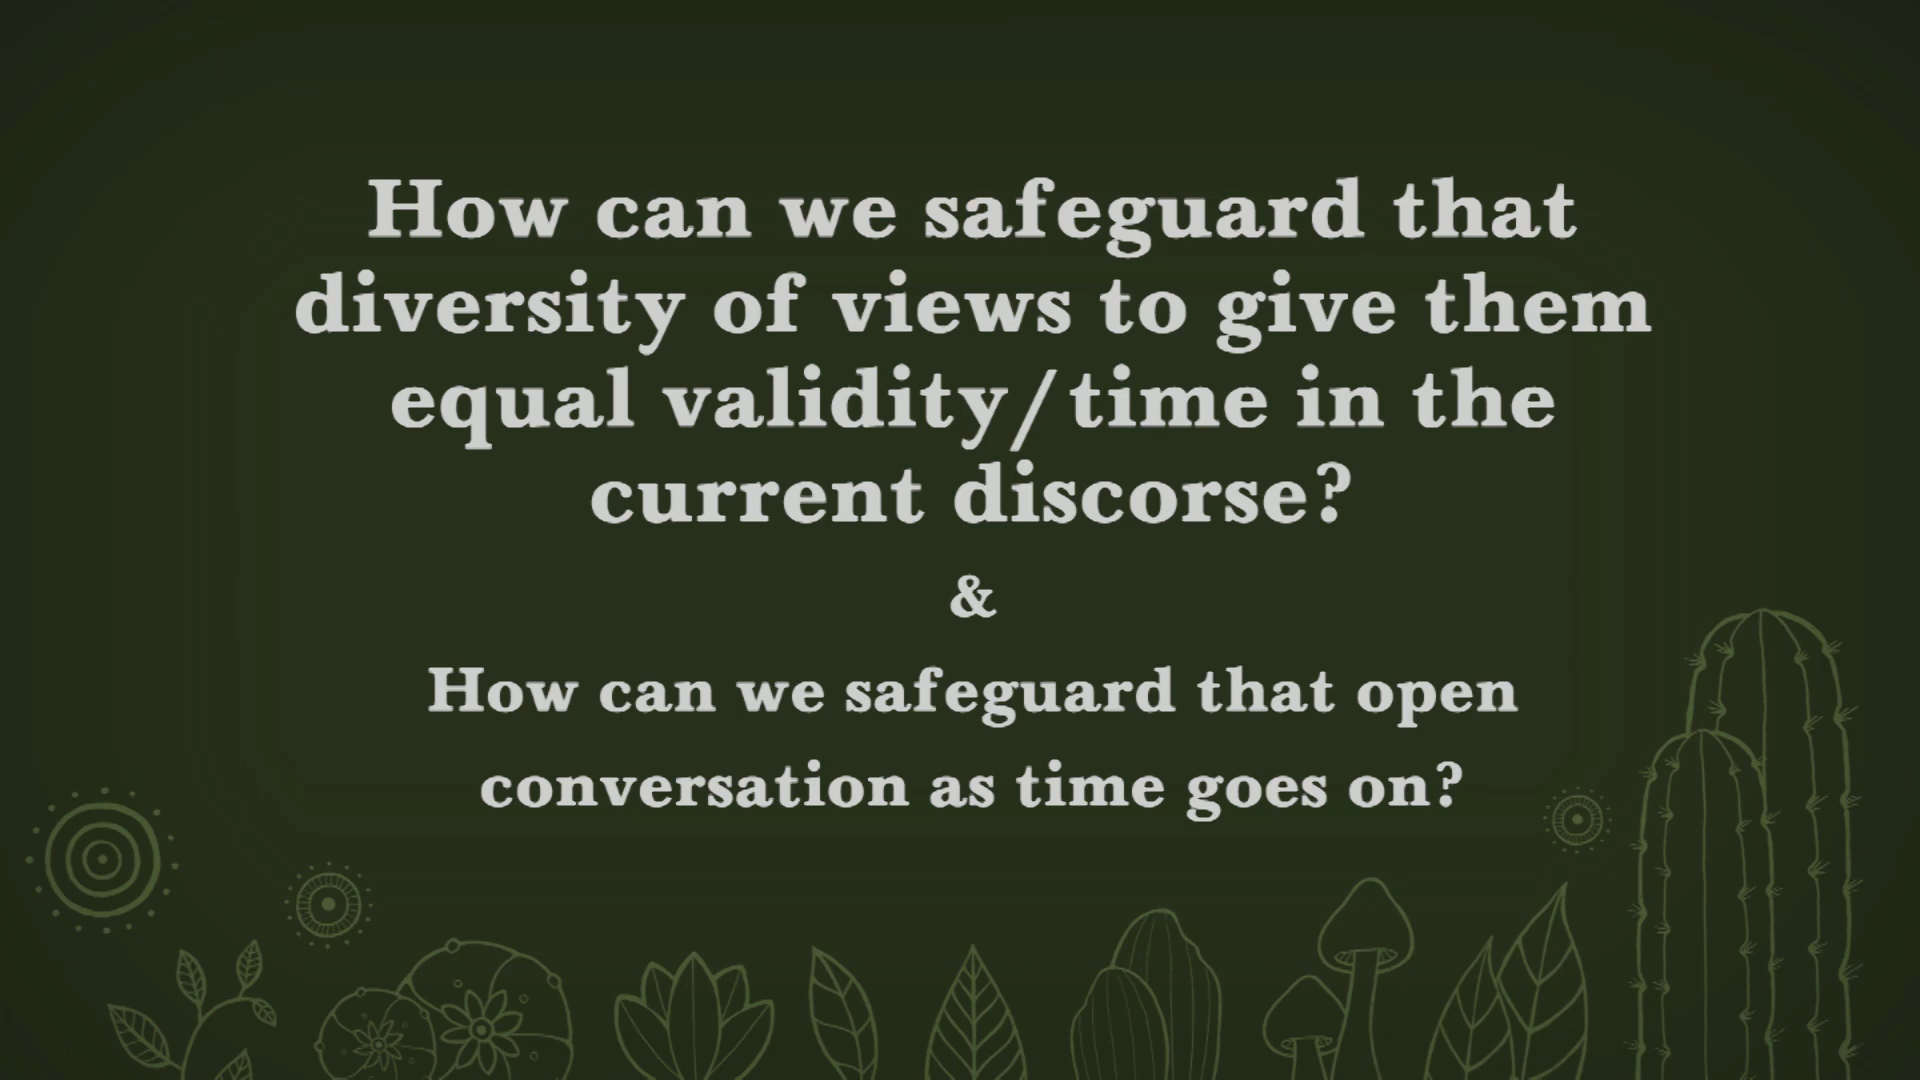 How can we safeguard that
diversity of views to give them
equal validity/time in the
current discorse?
&
How can we safeguard that open
conversation as time goes on?